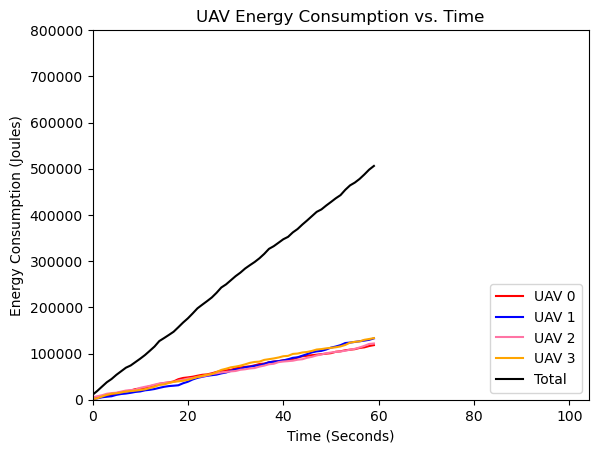 UAV Energy Consumption vs. Time
800000
700000
600000
500000
400000
300000
200000
100000
0
Energy Consumption (Joules)
0 20 40 60 80 100
Time (Seconds)
UAV 0
UAV 1
UAV 2
UAV 3
Total